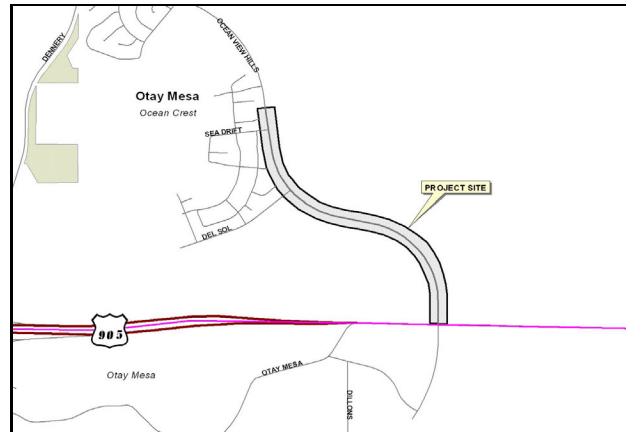 OCEAN VIEW HILLS
DENNERY
Otay Mesa
Ocean Crest
SEA DRIFT
PROJECT SITE
DEL SOL
905
OTAY MESA
Otay Mesa
DILLONS